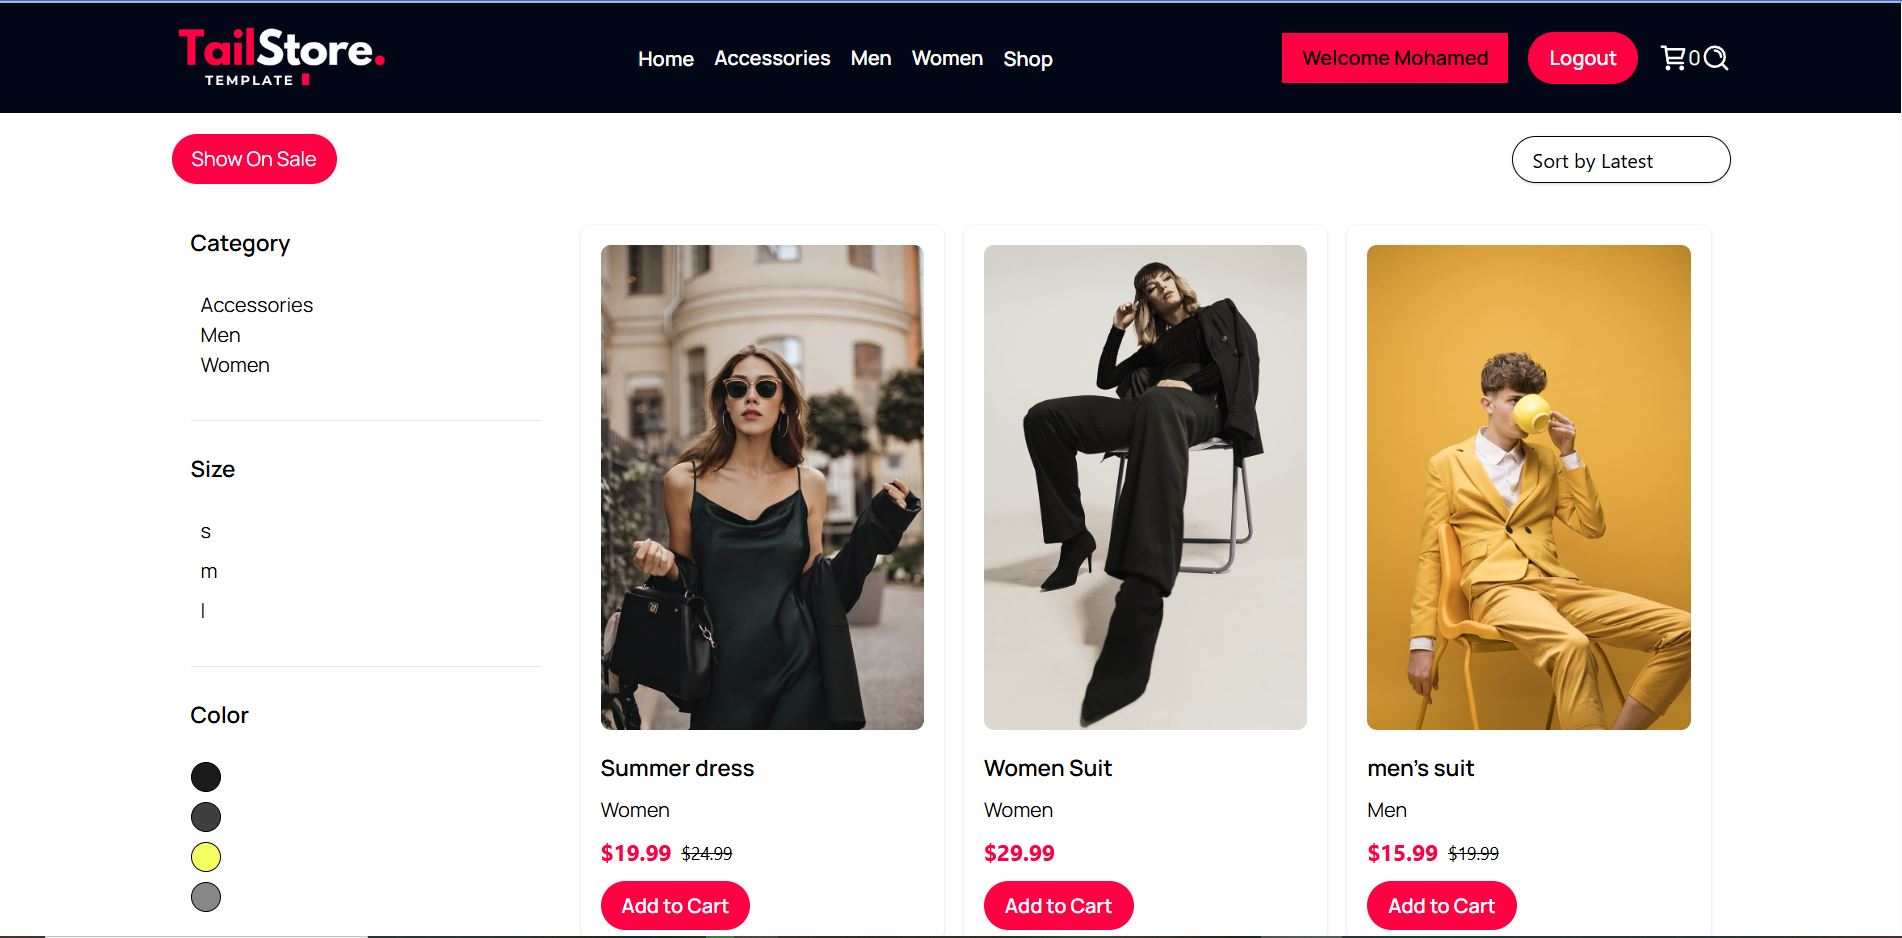 TailStore.
TEMPLATE
Home Accessories Men Women Shop
Welcome Mohamed
Logout
0
Show On Sale
Sort by Latest
Category
Accessories
Men
Women
Size
s
m
l
Color
Summer dress
Women
$19.99 $24.99
Add to Cart
Women Suit
Women
$29.99
Add to Cart
men's suit
Men
$15.99 $19.99
Add to Cart